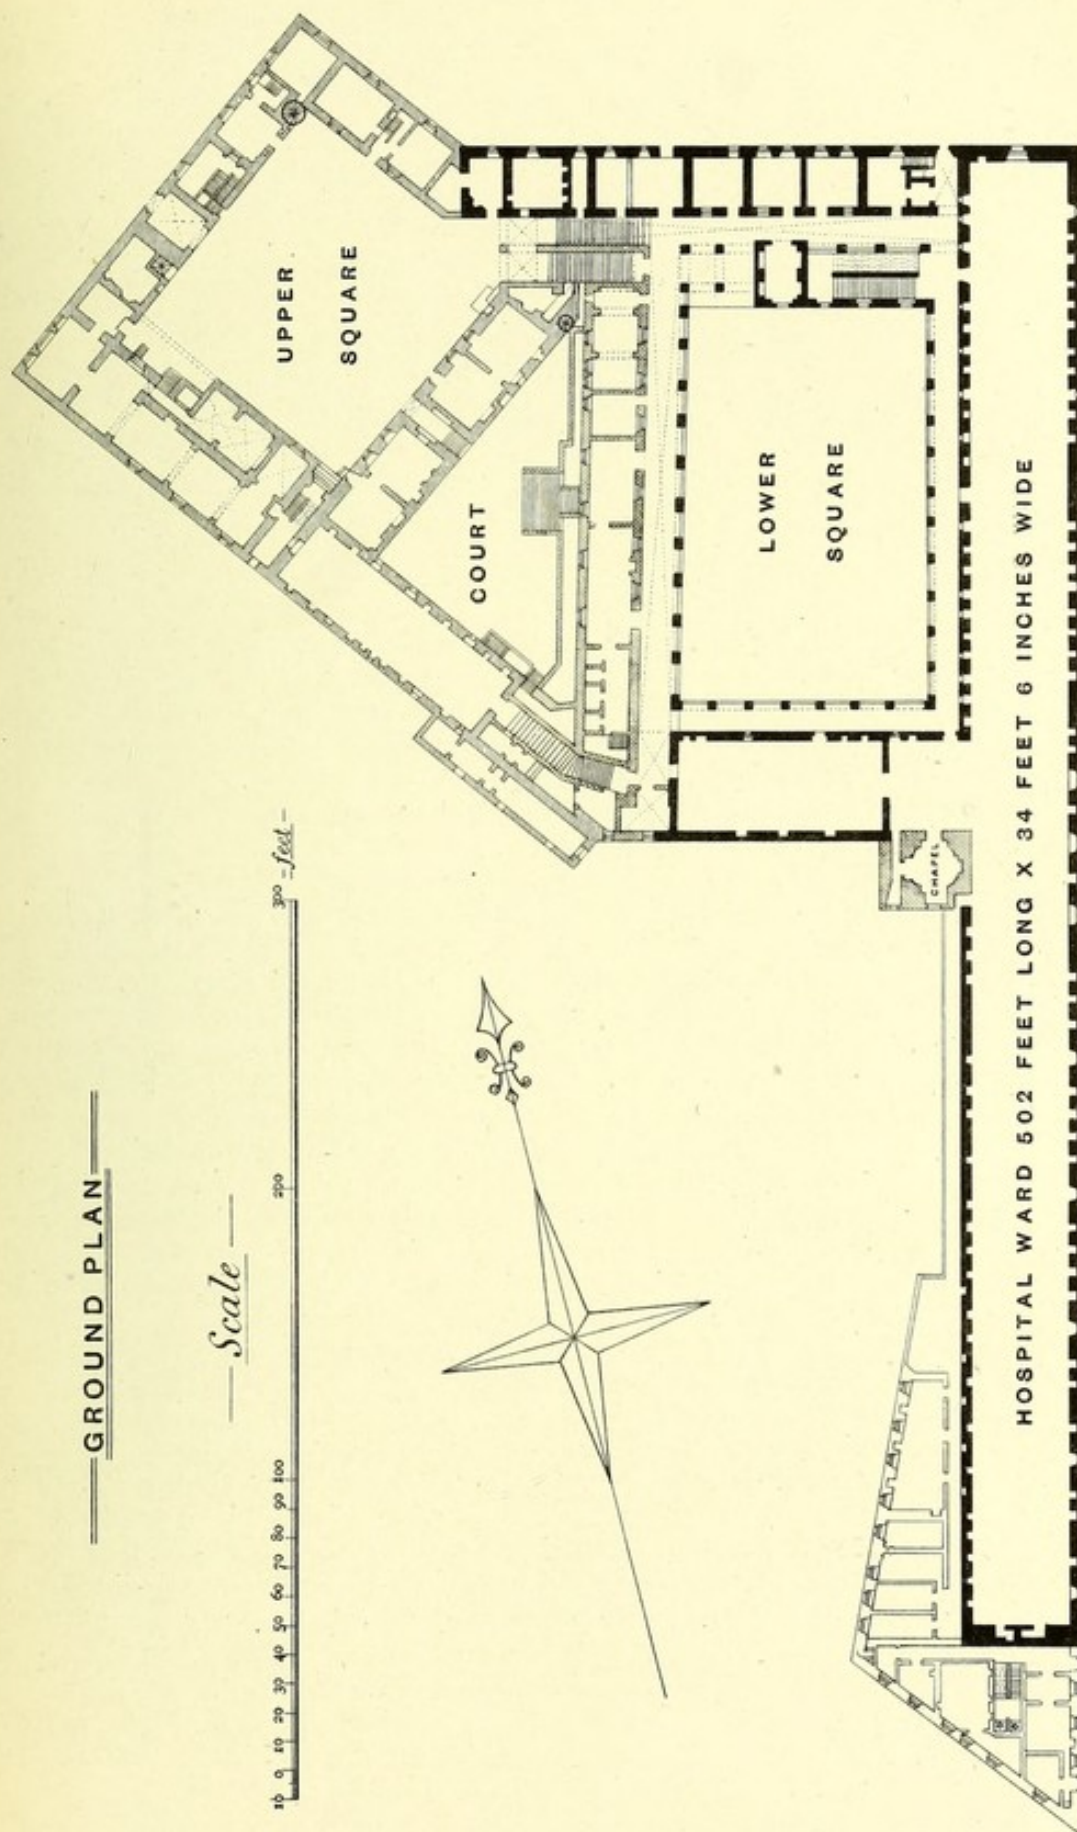 GROUND PLAN
Scale
10 0 10 20 30 40 50 60 70 80 90 100 200 300 feet
UPPER
SQUARE
COURT
LOWER
SQUARE
CHAPEL
HOSPITAL WARD 502 FEET LONG X 34 FEET 6 INCHES WIDE